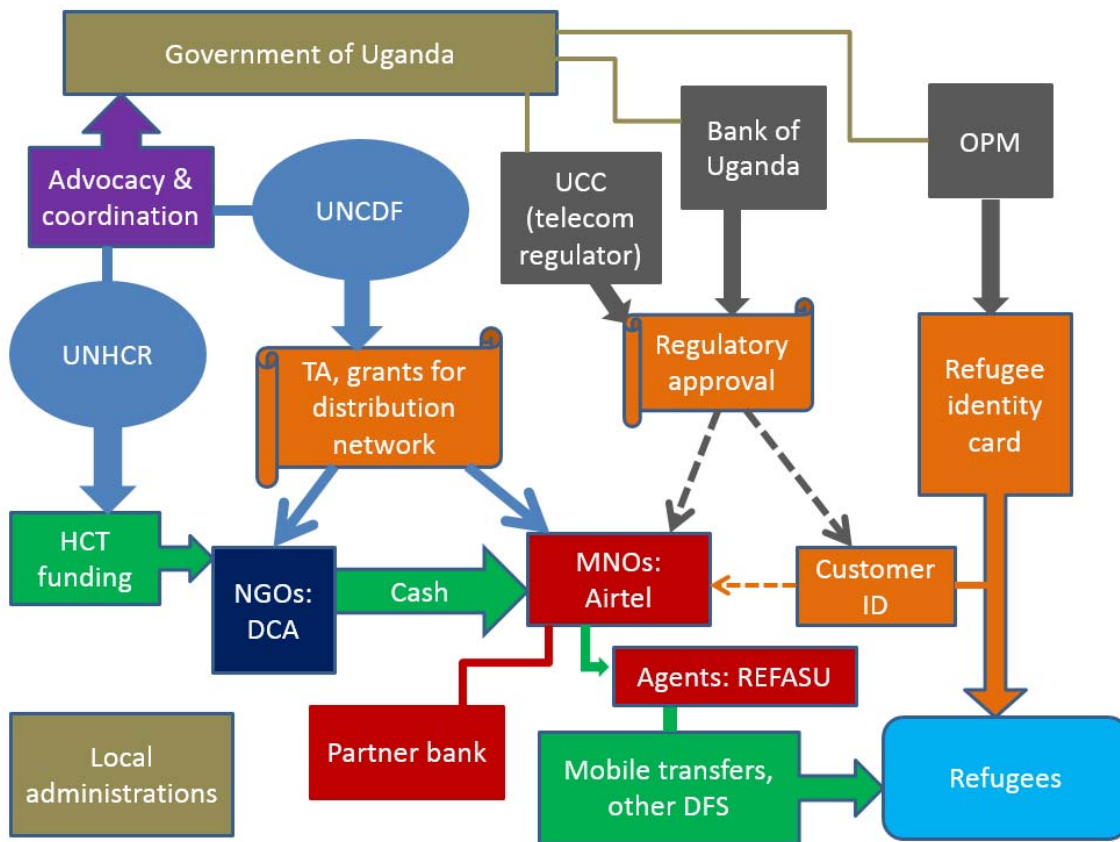 Government of Uganda
Advocacy &
coordination
UNCDF
UCC
(telecom
regulator)
Bank of
Uganda
OPM
UNHCR
TA, grants for
distribution
network
Regulatory
approval
Refugee
identity
card
HCT
funding
NGOs:
DCA
Cash
MNOs:
Airtel
Customer
ID
Agents: REFASU
Local
administrations
Partner bank
Mobile transfers,
other DFS
Refugees